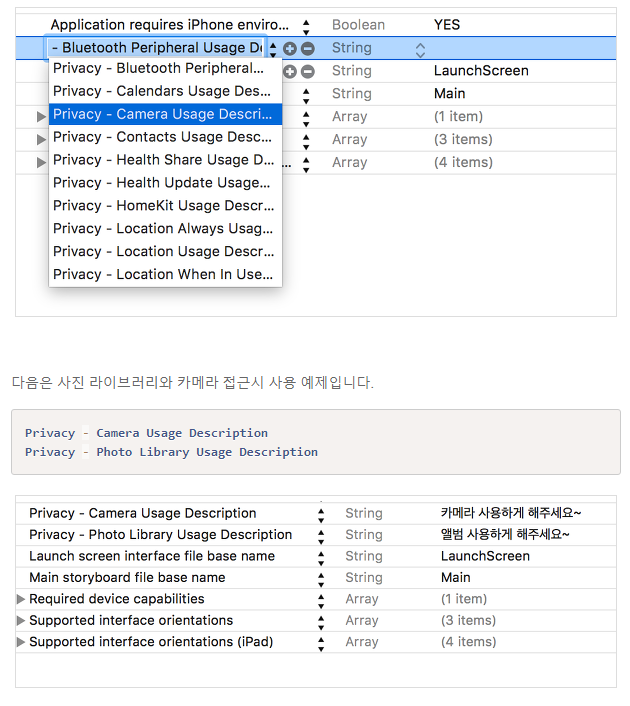 Application requires iPhone enviro... Boolean YES
- Bluetooth Peripheral Usage De String
Privacy - Bluetooth Peripheral... LaunchScreen
Privacy - Calendars Usage Des... String Main
Privacy - Camera Usage Descri... Array (1 item)
Privacy - Contacts Usage Desc... Array (3 items)
Privacy - Health Share Usage D... ... Array (4 items)
Privacy - Health Update Usage...
Privacy - HomeKit Usage Descr...
Privacy - Location Always Usag...
Privacy - Location Usage Descr...
Privacy - Location When In Use...
다음은 사진 라이브러리와 카메라 접근시 사용 예제입니다.
Privacy - Camera Usage Description
Privacy - Photo Library Usage Description
Privacy - Camera Usage Description String 카메라 사용하게 해주세요~
Privacy - Photo Library Usage Description String 앨범 사용하게 해주세요~
Launch screen interface file base name String LaunchScreen
Main storyboard file base name String Main
Required device capabilities Array (1 item)
Supported interface orientations Array (3 items)
Supported interface orientations (iPad) Array (4 items)